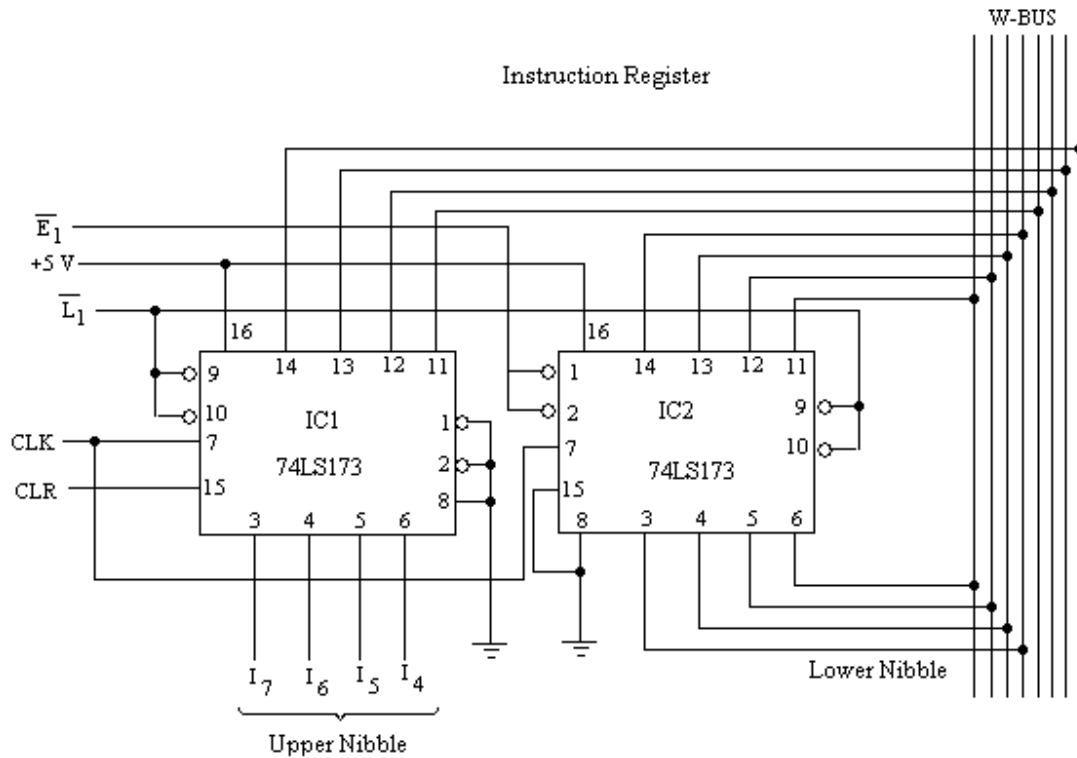 W-BUS
Instruction Register
E̅₁
+5 V
L̅₁
16
14 13 12 11
9
10
7
15
IC1
74LS173
1
2
8
3 4 5 6
16
14 13 12 11
1
2
7
15
IC2
74LS173
9
10
8 3 4 5 6
CLK
CLR
I₇ I₆ I₅ I₄
Upper Nibble
Lower Nibble